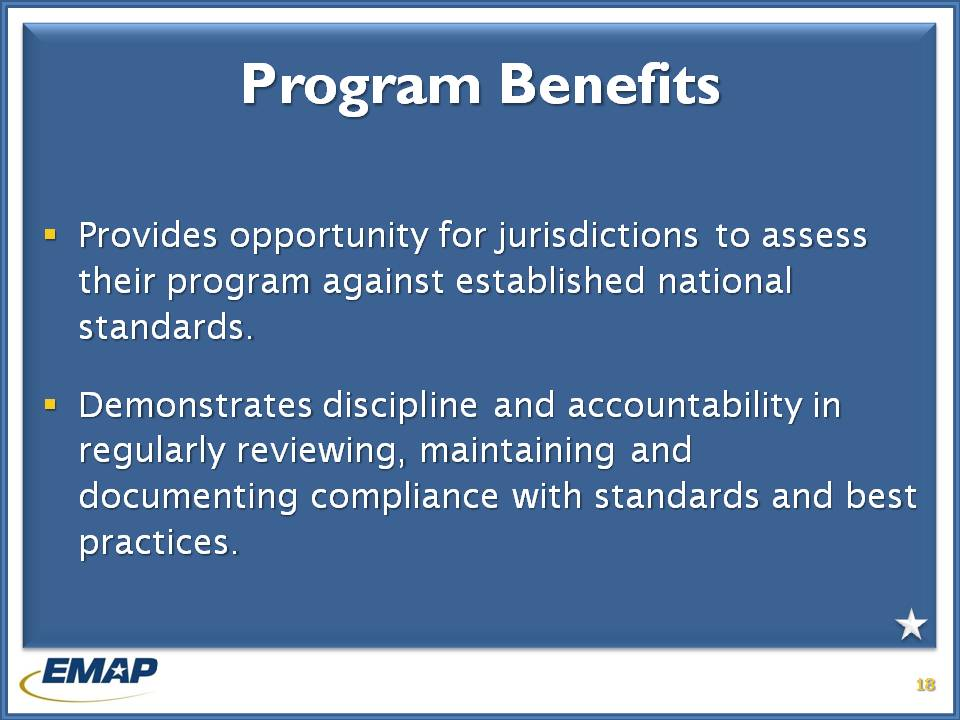 Program Benefits
▪ Provides opportunity for jurisdictions to assess
their program against established national
standards.
▪ Demonstrates discipline and accountability in
regularly reviewing, maintaining and
documenting compliance with standards and best
practices.
EMAP
18